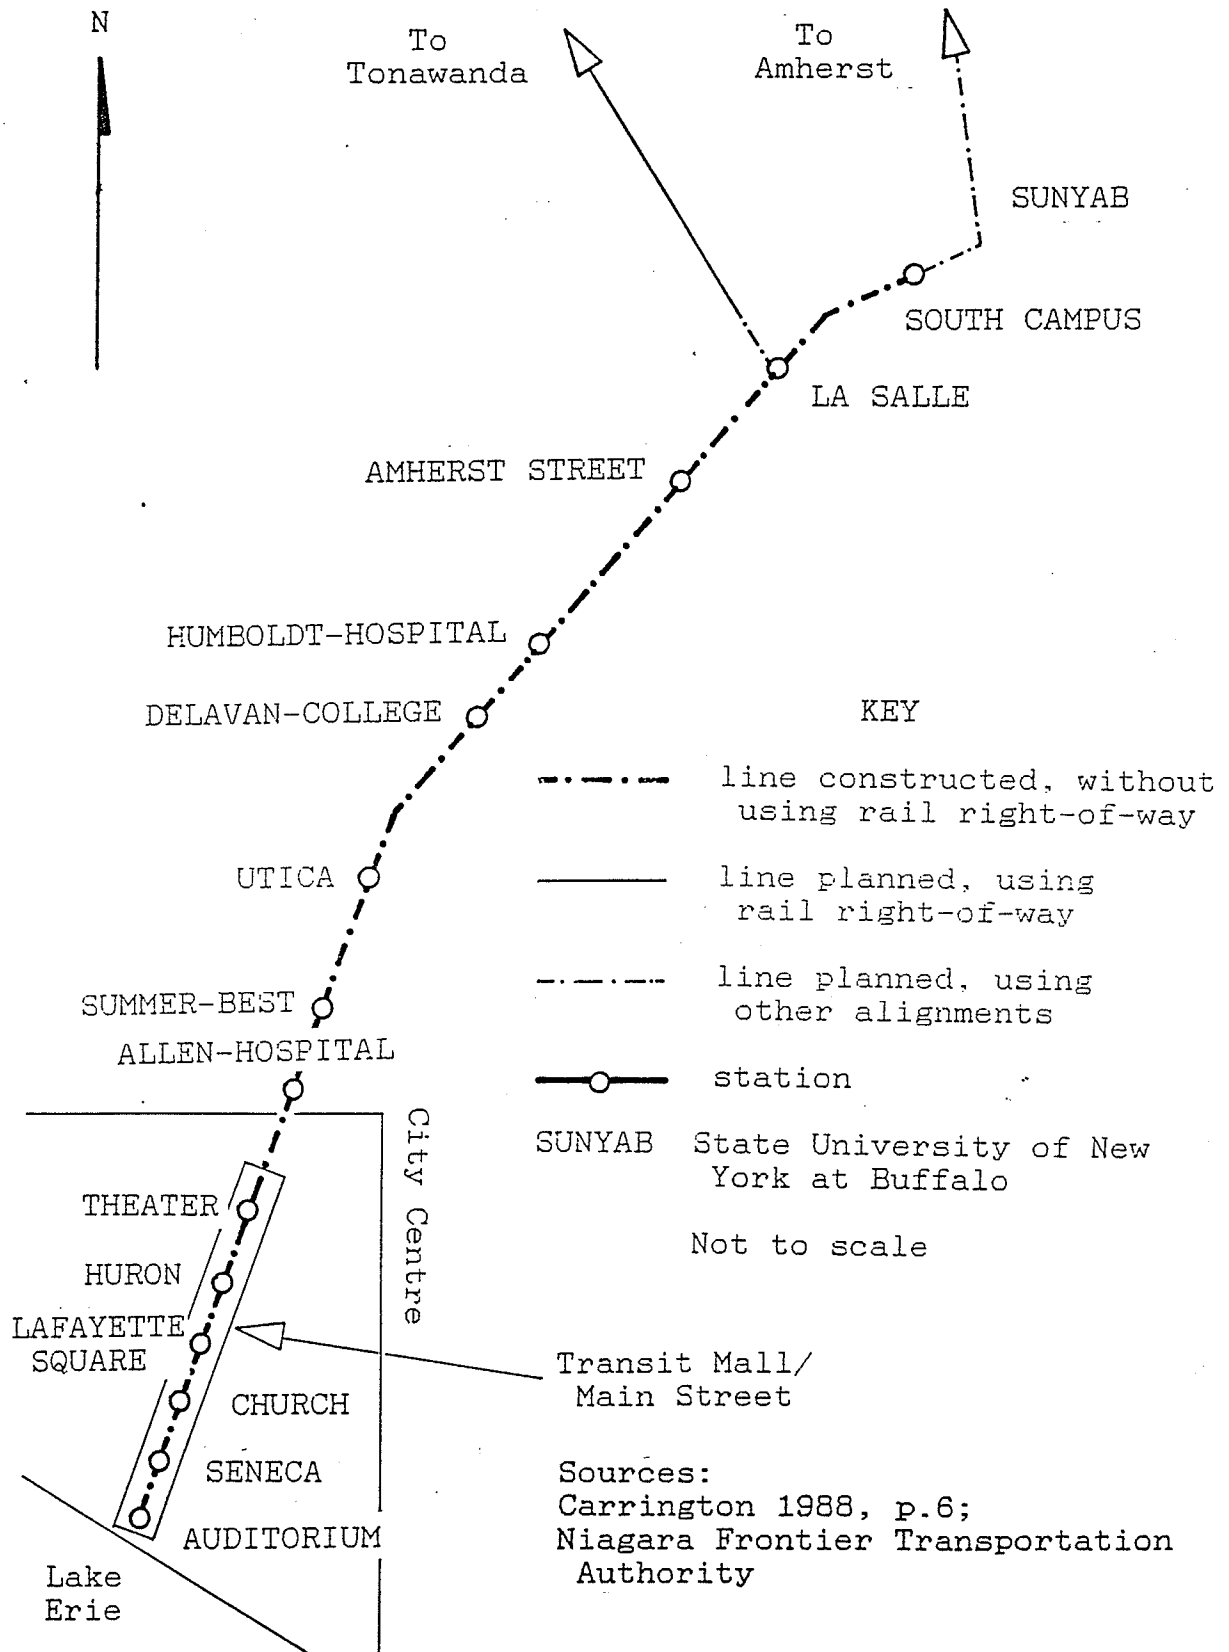 N
To
Tonawanda
To
Amherst
SUNYAB
SOUTH CAMPUS
LA SALLE
AMHERST STREET
HUMBOLDT-HOSPITAL
DELAVAN-COLLEGE
UTICA
SUMMER-BEST
ALLEN-HOSPITAL
City Centre
THEATER
HURON
LAFAYETTE
SQUARE
CHURCH
SENECA
AUDITORIUM
Lake
Erie
KEY
line constructed, without
using rail right-of-way
line planned, using
rail right-of-way
line planned, using
other alignments
station
SUNYAB State University of New
York at Buffalo
Not to scale
Transit Mall/
Main Street
Sources:
Carrington 1988, p.6;
Niagara Frontier Transportation
Authority